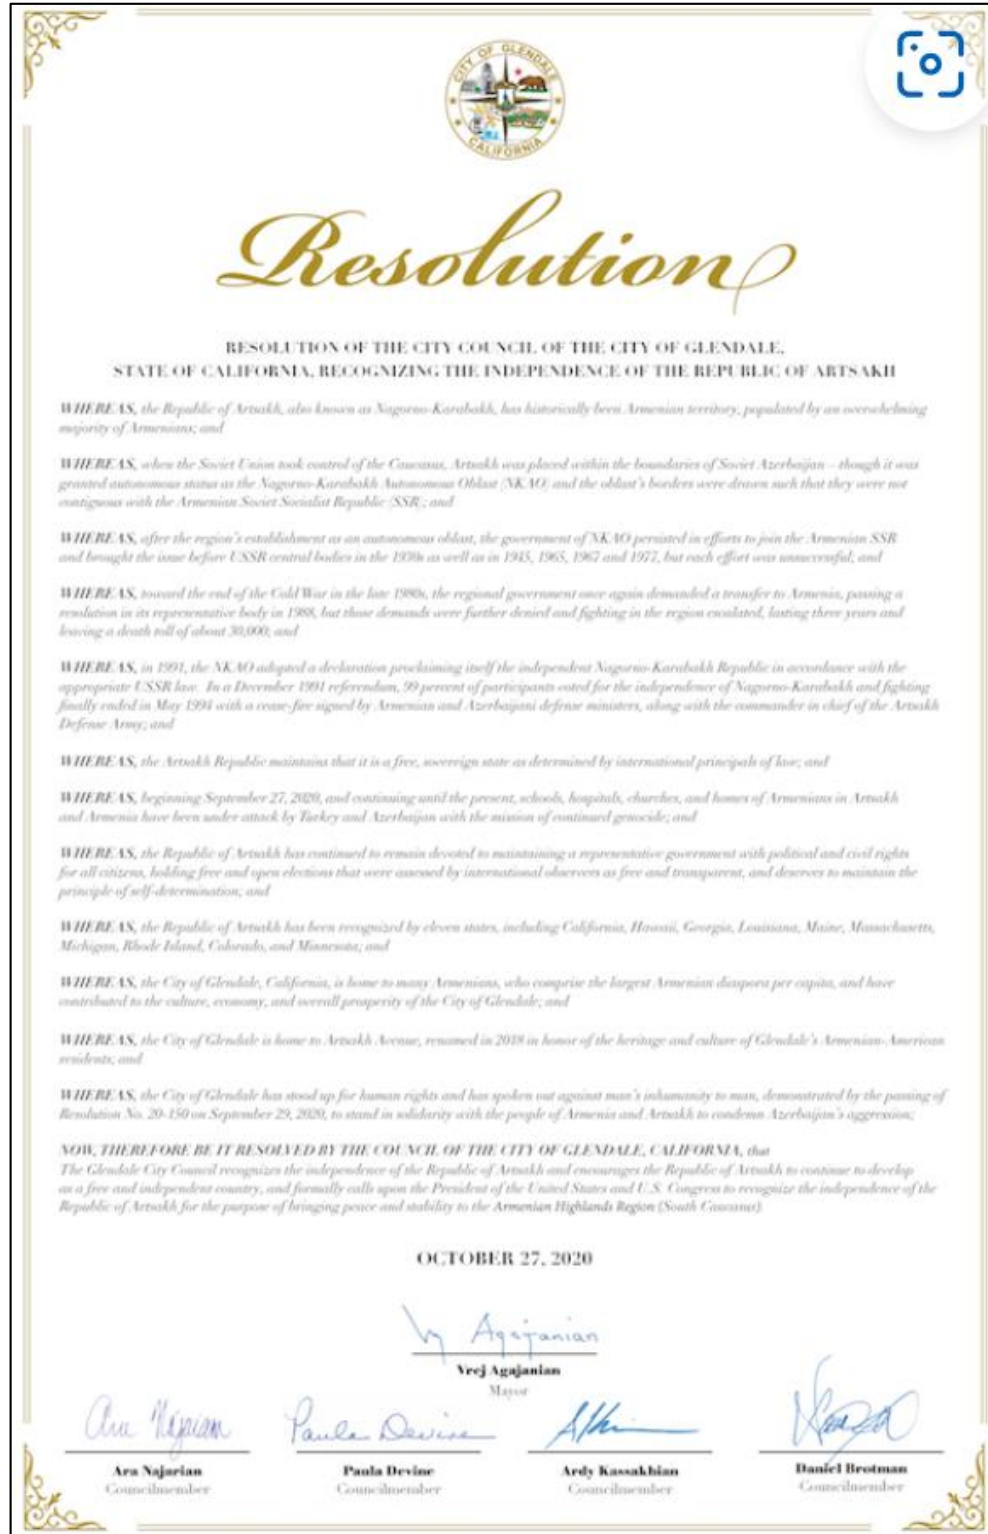 CITY OF GLENDALE
CALIFORNIA
Resolution
RESOLUTION OF THE CITY COUNCIL OF THE CITY OF GLENDALE,
STATE OF CALIFORNIA, RECOGNIZING THE INDEPENDENCE OF THE REPUBLIC OF ARTSAKH
WHEREAS, the Republic of Artsakh, also known as Nagorno-Karabakh, has historically been Armenian territory, populated by an overwhelming
majority of Armenians; and
WHEREAS, when the Soviet Union took control of the Caucasus, Artsakh was placed within the boundaries of Soviet Azerbaijan – though it was
granted autonomous status as the Nagorno-Karabakh Autonomous Oblast (NKAO) and the oblast's borders were drawn such that they were not
contiguous with the Armenian Soviet Socialist Republic (SSR); and
WHEREAS, after the region's establishment as an autonomous oblast, the government of NKAO persisted in efforts to join the Armenian SSR
and brought the issue before USSR central bodies in the 1930s as well as in 1945, 1965, 1967 and 1977, but each effort was unsuccessful; and
WHEREAS, toward the end of the Cold War in the late 1980s, the regional government once again demanded a transfer to Armenia, passing a
resolution in its representative body in 1988, but those demands were further denied and fighting in the region escalated, lasting three years and
leaving a death toll of about 30,000; and
WHEREAS, in 1991, the NKAO adopted a declaration proclaiming itself the independent Nagorno-Karabakh Republic in accordance with the
appropriate USSR law. In a December 1991 referendum, 99 percent of participants voted for the independence of Nagorno-Karabakh and fighting
finally ended in May 1994 with a cease-fire signed by Armenian and Azerbaijani defense ministers, along with the commander in chief of the Artsakh
Defense Army; and
WHEREAS, the Artsakh Republic maintains that it is a free, sovereign state as determined by international principals of law; and
WHEREAS, beginning September 27, 2020, and continuing until the present, schools, hospitals, churches, and homes of Armenians in Artsakh
and Armenia have been under attack by Turkey and Azerbaijan with the mission of continued genocide; and
WHEREAS, the Republic of Artsakh has continued to remain devoted to maintaining a representative government with political and civil rights
for all citizens, holding free and open elections that were assessed by international observers as free and transparent, and deserves to maintain the
principle of self-determination; and
WHEREAS, the Republic of Artsakh has been recognized by eleven states, including California, Hawaii, Georgia, Louisiana, Maine, Massachusetts,
Michigan, Rhode Island, Colorado, and Minnesota; and
WHEREAS, the City of Glendale, California, is home to many Armenians, who comprise the largest Armenian diaspora per capita, and have
contributed to the culture, economy, and overall prosperity of the City of Glendale; and
WHEREAS, the City of Glendale is home to Artsakh Avenue, renamed in 2018 in honor of the heritage and culture of Glendale's Armenian-American
residents; and
WHEREAS, the City of Glendale has stood up for human rights and has spoken out against man's inhumanity to man, demonstrated by the passing of
Resolution No. 20-150 on September 29, 2020, to stand in solidarity with the people of Armenia and Artsakh to condemn Azerbaijan's aggression;
NOW, THEREFORE BE IT RESOLVED BY THE COUNCIL OF THE CITY OF GLENDALE, CALIFORNIA, that
The Glendale City Council recognizes the independence of the Republic of Artsakh and encourages the Republic of Artsakh to continue to develop
as a free and independent country, and formally calls upon the President of the United States and U.S. Congress to recognize the independence of the
Republic of Artsakh for the purpose of bringing peace and stability to the Armenian Highlands Region (South Caucasus).
OCTOBER 27, 2020
Agajanian
Vrej Agajanian
Mayor
Ara Najarian
Paula Devine
Ara Najarian
Paula Devine
Ardy Kassakhian
Daniel Brotman
Councilmember
Councilmember
Councilmember
Councilmember